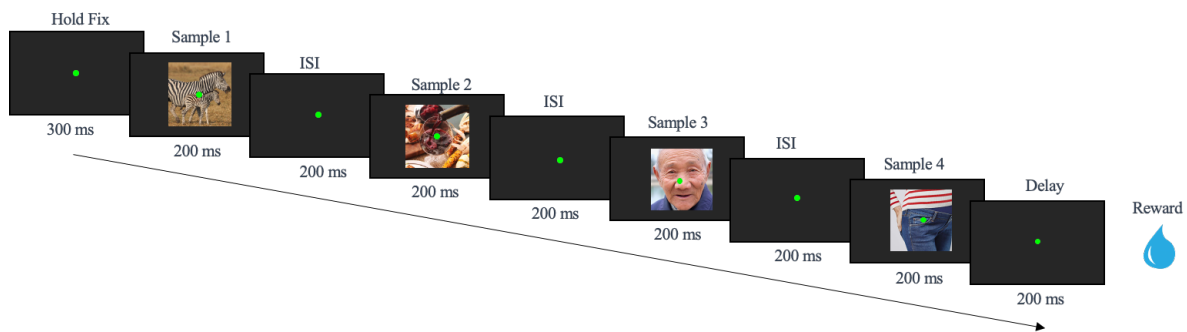 Hold Fix
300 ms
Sample 1
200 ms
ISI
200 ms
Sample 2
200 ms
ISI
200 ms
Sample 3
200 ms
ISI
200 ms
Sample 4
200 ms
Delay
200 ms
Reward